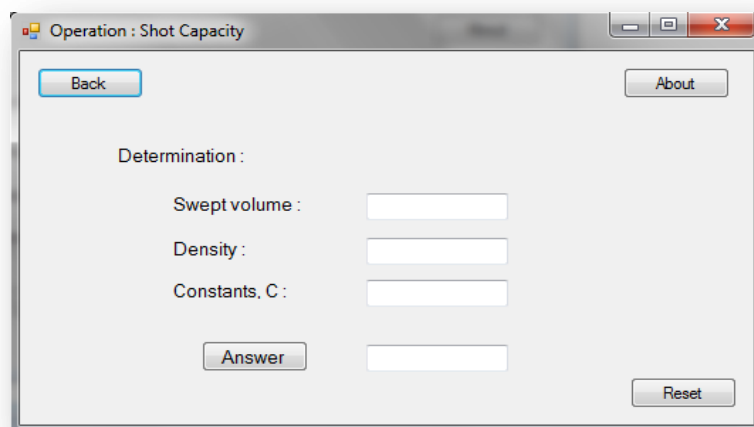 Operation : Shot Capacity
Back
About
Determination :
Swept volume :
Density :
Constants, C :
Answer
Reset